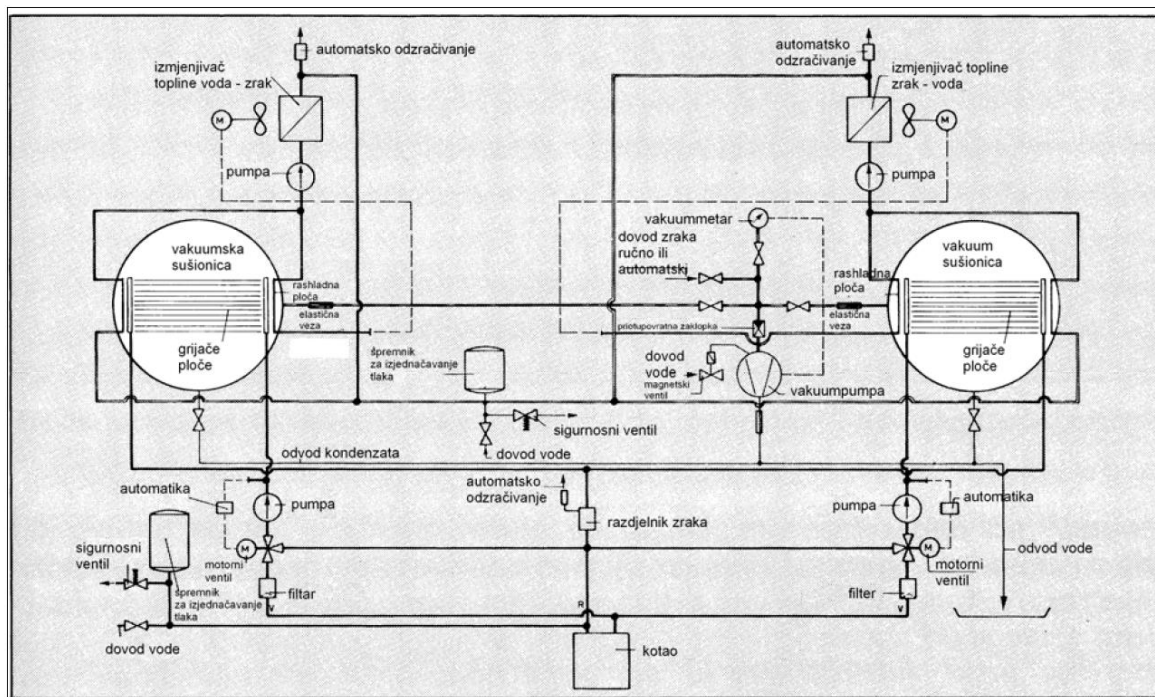 automatsko odzračivanje
izmjenjivač
topline voda - zrak
M
pumpa
automatsko
odzračivanje
izmjenjivač topline
zrak - voda
M
pumpa
vakuumska
sušionica
rashladna
ploča
elastična
veza
grijače
ploče
vakuummetar
dovod zraka
ručno ili
automatski
priotupovratna zaklopka
dovod
vode
magnetski
ventil
vakuumpumpa
vakuum
sušionica
rashladna
ploča
elastična
veza
grijače
ploče
špremnik
za izjednačavanje
tlaka
sigurnosni ventil
dovod vode
odvod kondenzata
automatika
pumpa
automatsko
odzračivanje
razdjelnik zraka
pumpa
automatika
odvod vode
sigurnosni
ventil
špremnik
za izjednačavanje
tlaka
M
motorni
ventil
filtar
V
R
V
M
motorni
ventil
filter
dovod vode
kotao